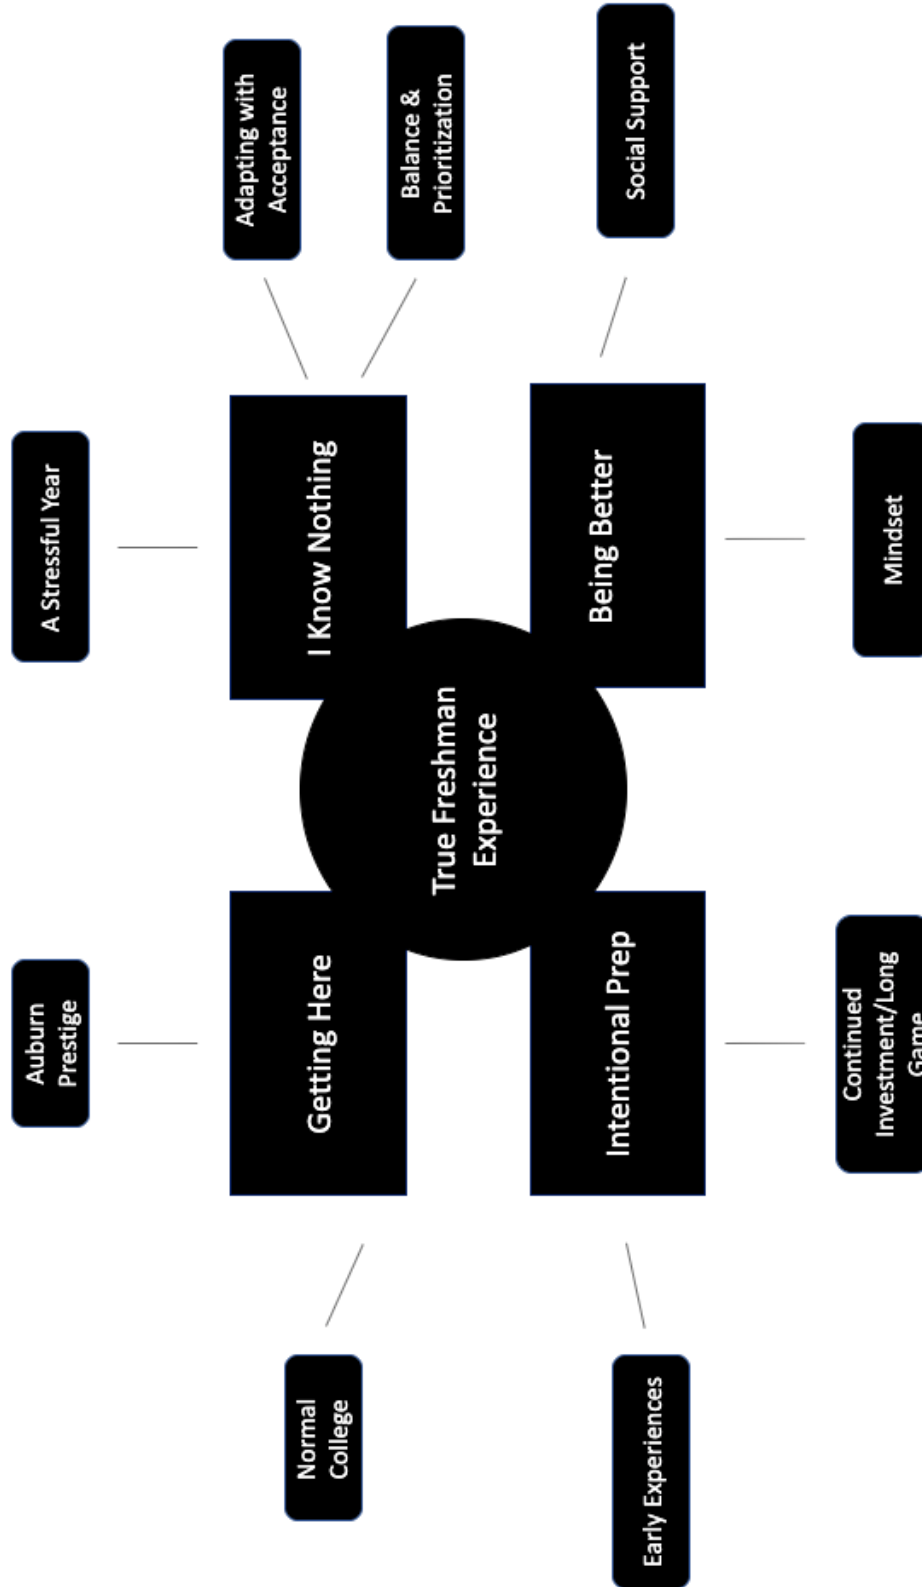 Auburn
Prestige
A Stressful Year
Normal
College
Getting Here
I Know Nothing
Adapting with
Acceptance
Balance &
Prioritization
True Freshman
Experience
Early Experiences
Intentional Prep
Being Better
Social Support
Continued
Investment/Long
Game
Mindset